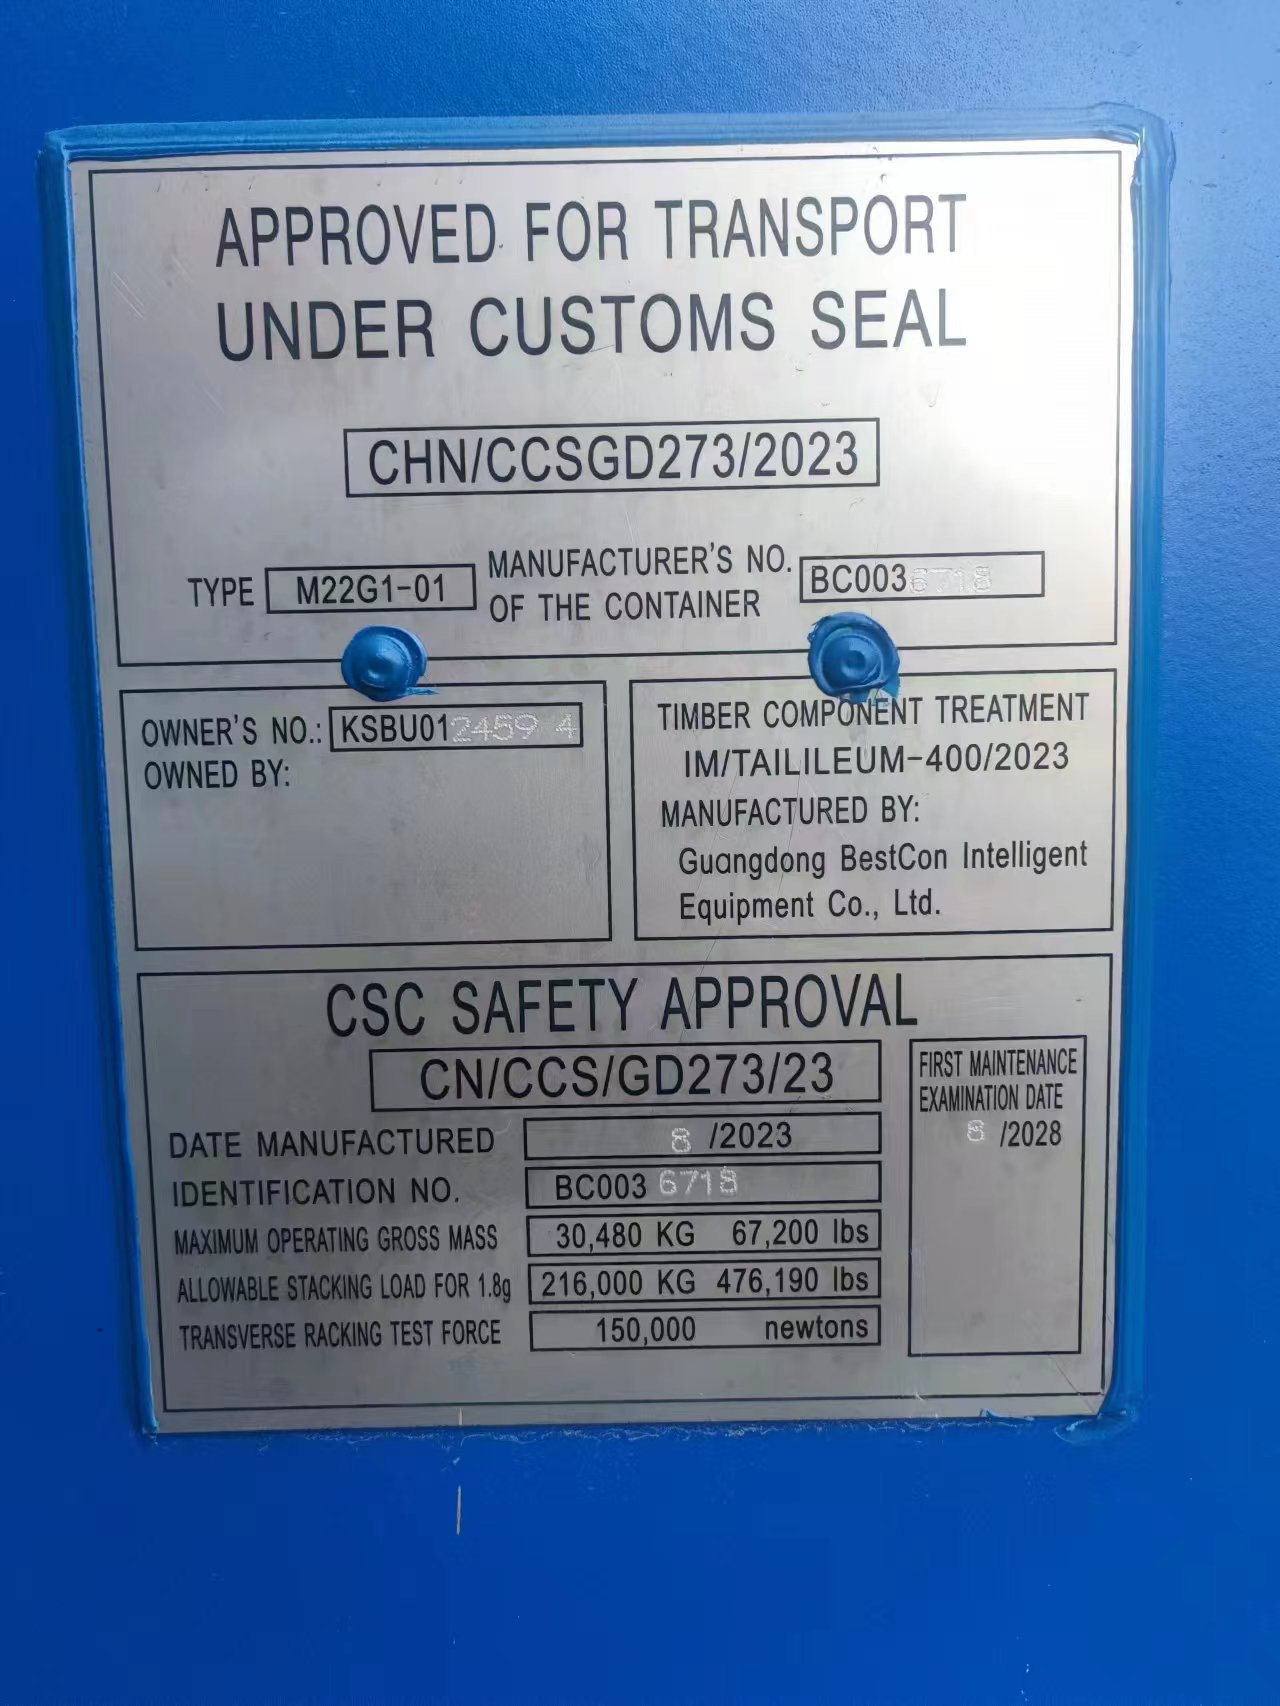 APPROVED FOR TRANSPORT
UNDER CUSTOMS SEAL
CHN/CCSGD273/2023
TYPE M22G1-01 MANUFACTURER'S NO. OF THE CONTAINER BC0036718
OWNER'S NO.: KSBU012459 4
OWNED BY:
TIMBER COMPONENT TREATMENT
IM/TAILILEUM-400/2023
MANUFACTURED BY:
Guangdong BestCon Intelligent
Equipment Co., Ltd.
CSC SAFETY APPROVAL
CN/CCS/GD273/23
DATE MANUFACTURED 8 /2023
IDENTIFICATION NO. BC003 6718
MAXIMUM OPERATING GROSS MASS 30,480 KG 67,200 lbs
ALLOWABLE STACKING LOAD FOR 1.8g 216,000 KG 476,190 lbs
TRANSVERSE RACKING TEST FORCE 150,000 newtons
FIRST MAINTENANCE
EXAMINATION DATE
8 /2028